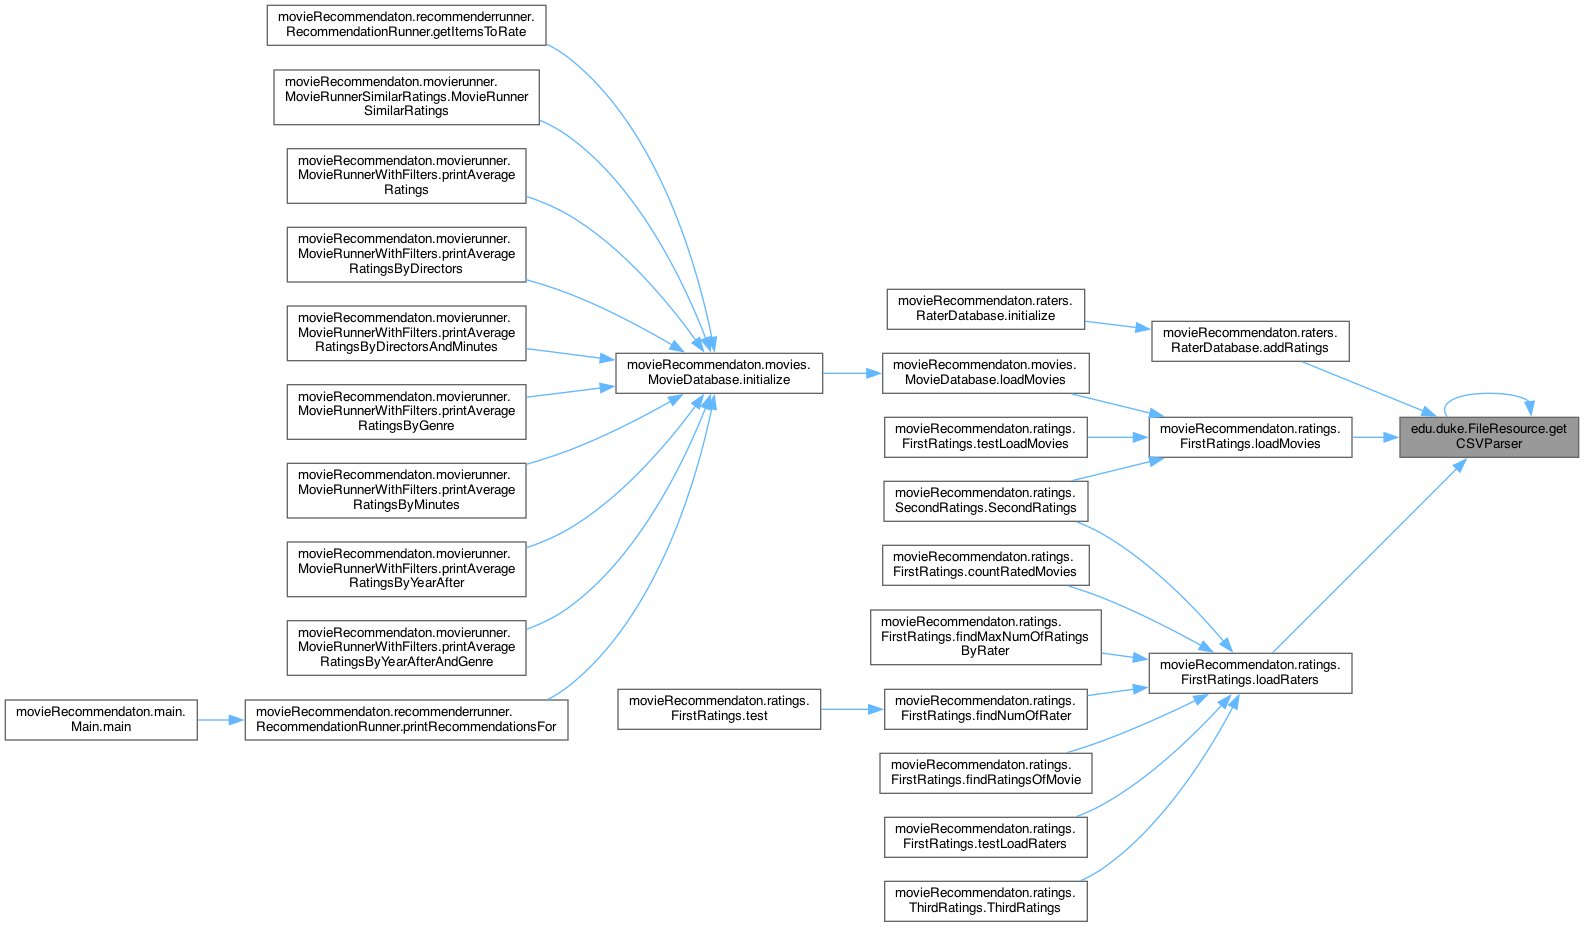 movieRecommendaton.recommenderrunner.
RecommendationRunner.getItemsToRate
movieRecommendaton.movierunner.
MovieRunnerSimilarRatings.MovieRunner
SimilarRatings
movieRecommendaton.movierunner.
MovieRunnerWithFilters.printAverage
Ratings
movieRecommendaton.movierunner.
MovieRunnerWithFilters.printAverage
RatingsByDirectors
movieRecommendaton.movierunner.
MovieRunnerWithFilters.printAverage
RatingsByDirectorsAndMinutes
movieRecommendaton.movierunner.
MovieRunnerWithFilters.printAverage
RatingsByGenre
movieRecommendaton.movierunner.
MovieRunnerWithFilters.printAverage
RatingsByMinutes
movieRecommendaton.movierunner.
MovieRunnerWithFilters.printAverage
RatingsByYearAfter
movieRecommendaton.movierunner.
MovieRunnerWithFilters.printAverage
RatingsByYearAfterAndGenre
movieRecommendaton.main.
Main.main
movieRecommendaton.recommenderrunner.
RecommendationRunner.printRecommendationsFor
movieRecommendaton.movies.
MovieDatabase.initialize
movieRecommendaton.ratings.
FirstRatings.test
movieRecommendaton.raters.
RaterDatabase.initialize
movieRecommendaton.movies.
MovieDatabase.loadMovies
movieRecommendaton.ratings.
FirstRatings.testLoadMovies
movieRecommendaton.ratings.
SecondRatings.SecondRatings
movieRecommendaton.ratings.
FirstRatings.countRatedMovies
movieRecommendaton.ratings.
FirstRatings.findMaxNumOfRatings
ByRater
movieRecommendaton.ratings.
FirstRatings.findNumOfRater
movieRecommendaton.ratings.
FirstRatings.findRatingsOfMovie
movieRecommendaton.ratings.
FirstRatings.testLoadRaters
movieRecommendaton.ratings.
ThirdRatings.ThirdRatings
movieRecommendaton.raters.
RaterDatabase.addRatings
movieRecommendaton.ratings.
FirstRatings.loadMovies
movieRecommendaton.ratings.
FirstRatings.loadRaters
edu.duke.FileResource.get
CSVParser